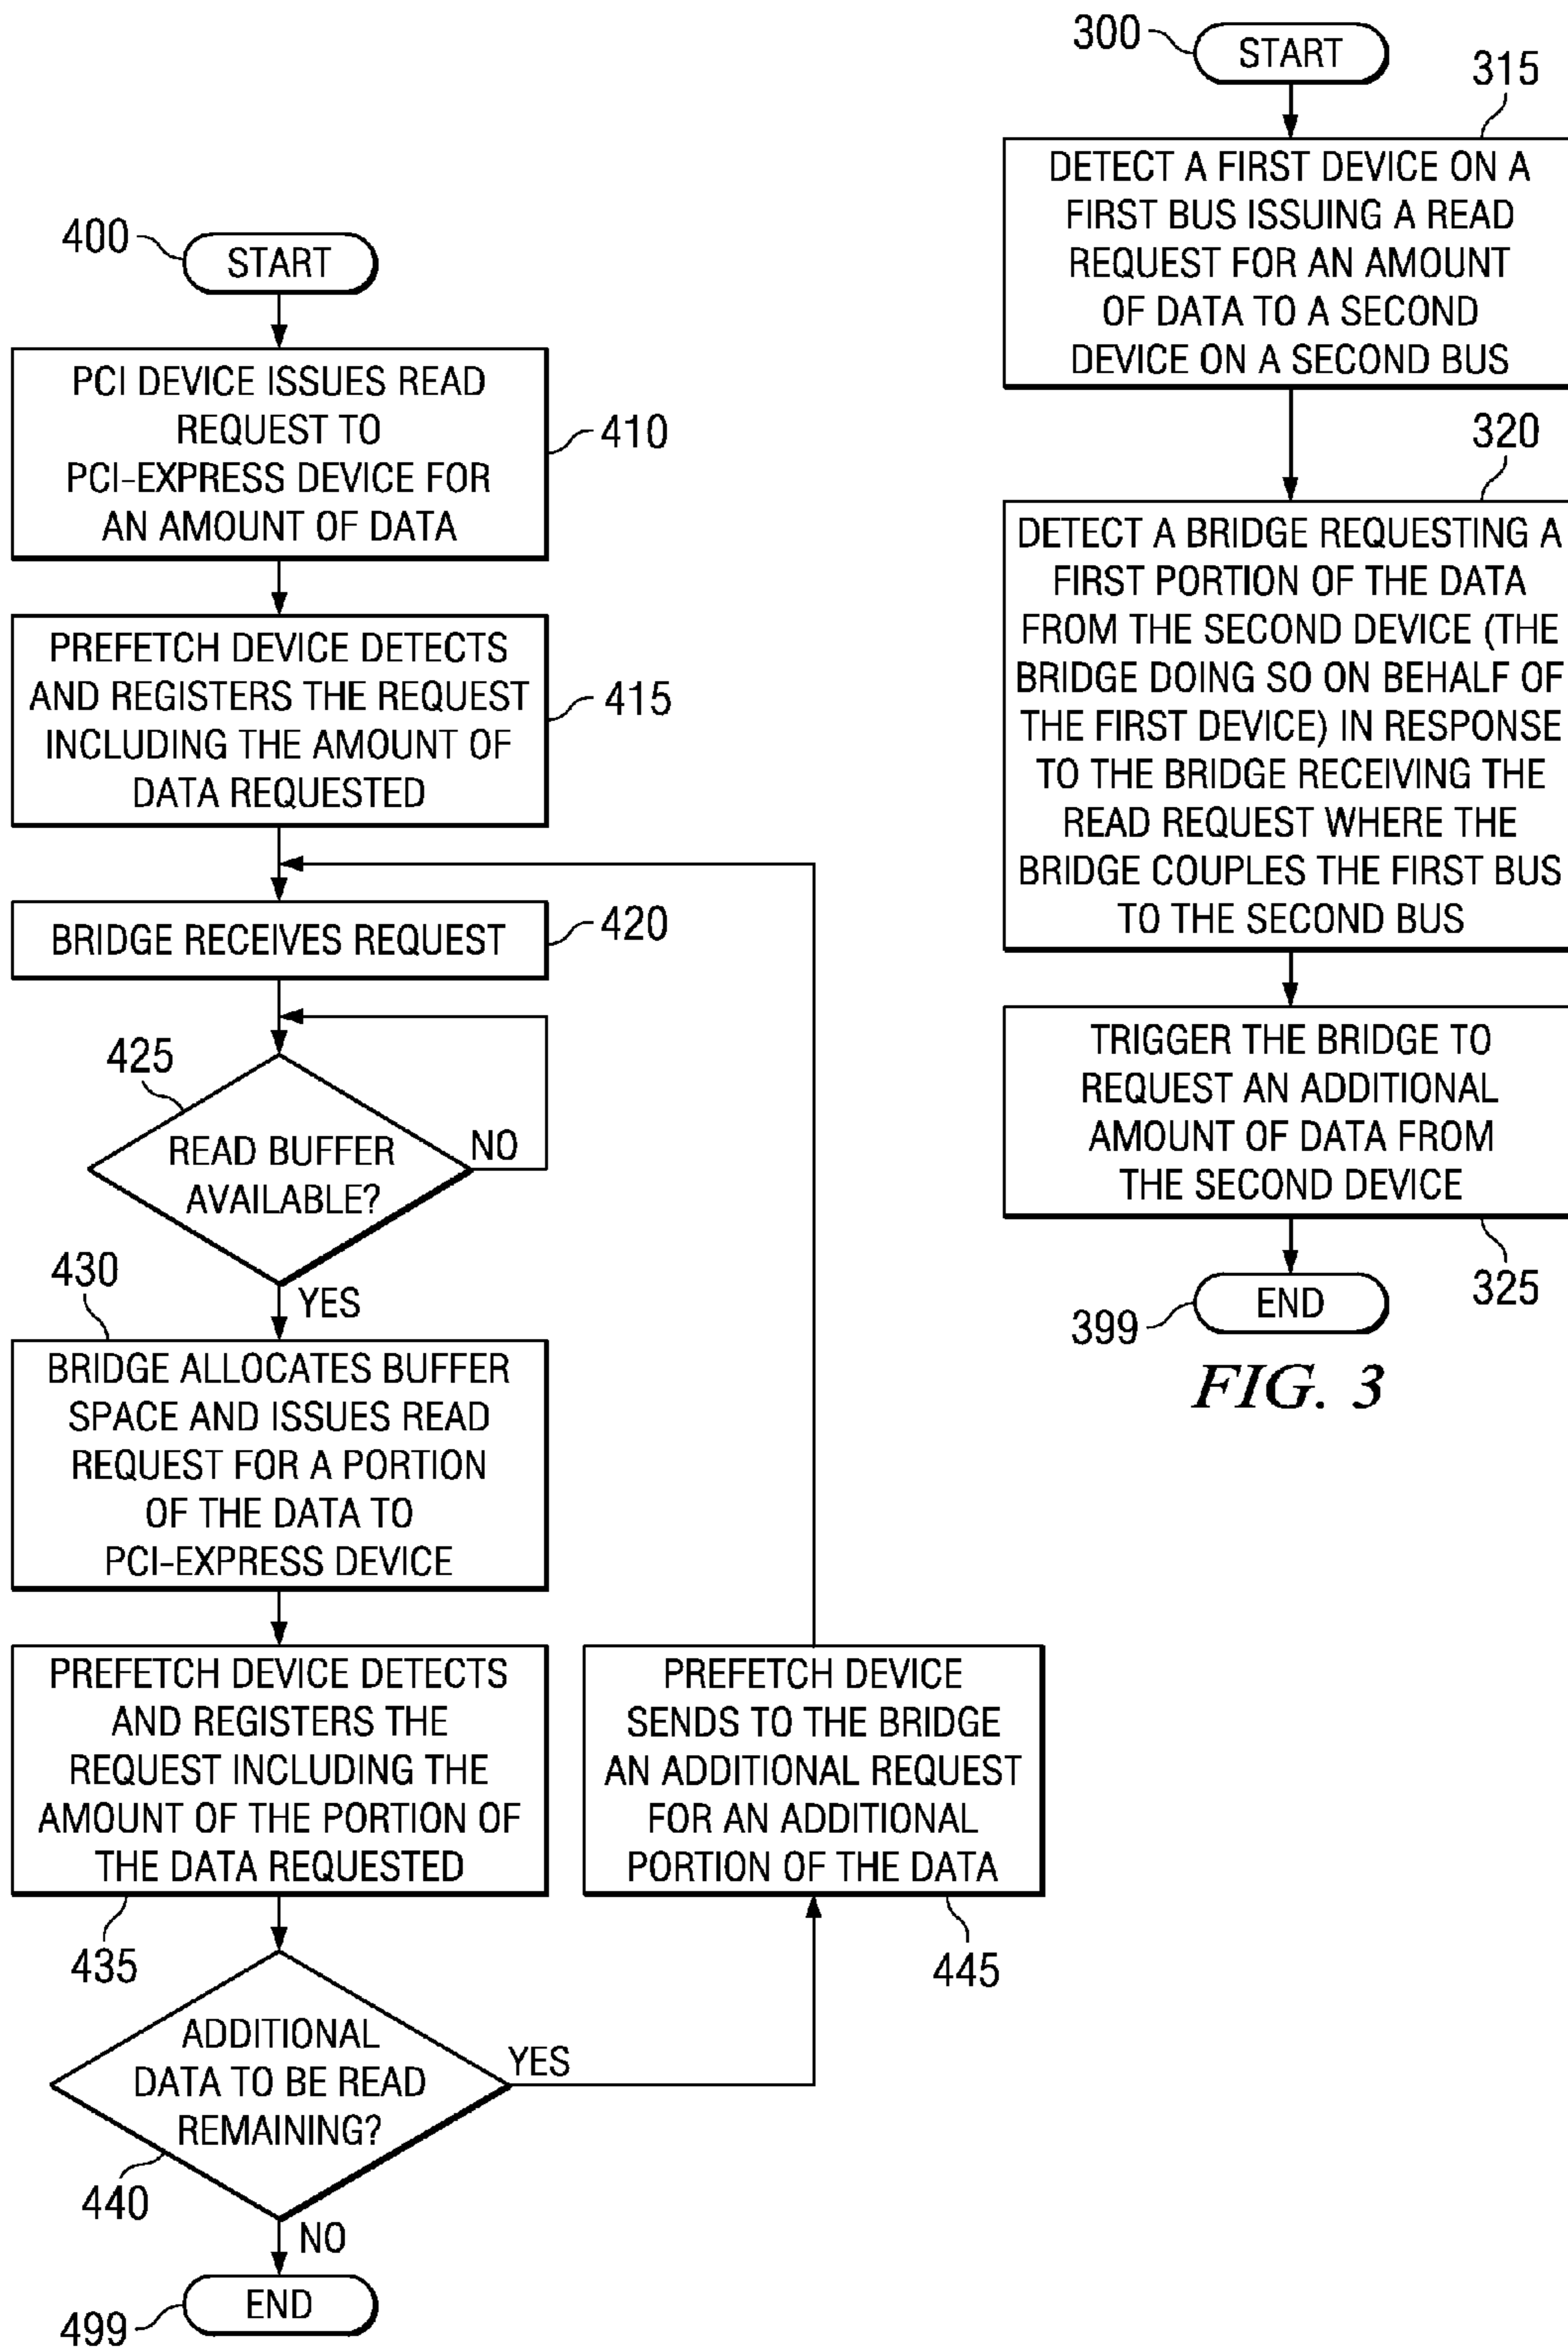 400
START
PCI DEVICE ISSUES READ
REQUEST TO
PCI-EXPRESS DEVICE FOR
AN AMOUNT OF DATA
410
PREFETCH DEVICE DETECTS
AND REGISTERS THE REQUEST
INCLUDING THE AMOUNT OF
DATA REQUESTED
415
BRIDGE RECEIVES REQUEST
420
425
READ BUFFER
AVAILABLE?
NO
YES
430
BRIDGE ALLOCATES BUFFER
SPACE AND ISSUES READ
REQUEST FOR A PORTION
OF THE DATA TO
PCI-EXPRESS DEVICE
PREFETCH DEVICE DETECTS
AND REGISTERS THE
REQUEST INCLUDING THE
AMOUNT OF THE PORTION OF
THE DATA REQUESTED
435
ADDITIONAL
DATA TO BE READ
REMAINING?
YES
440
NO
END
499
PREFETCH DEVICE
SENDS TO THE BRIDGE
AN ADDITIONAL REQUEST
FOR AN ADDITIONAL
PORTION OF THE DATA
445
300
START
315
DETECT A FIRST DEVICE ON A
FIRST BUS ISSUING A READ
REQUEST FOR AN AMOUNT
OF DATA TO A SECOND
DEVICE ON A SECOND BUS
320
DETECT A BRIDGE REQUESTING A
FIRST PORTION OF THE DATA
FROM THE SECOND DEVICE (THE
BRIDGE DOING SO ON BEHALF OF
THE FIRST DEVICE) IN RESPONSE
TO THE BRIDGE RECEIVING THE
READ REQUEST WHERE THE
BRIDGE COUPLES THE FIRST BUS
TO THE SECOND BUS
TRIGGER THE BRIDGE TO
REQUEST AN ADDITIONAL
AMOUNT OF DATA FROM
THE SECOND DEVICE
325
END
399
FIG. 3